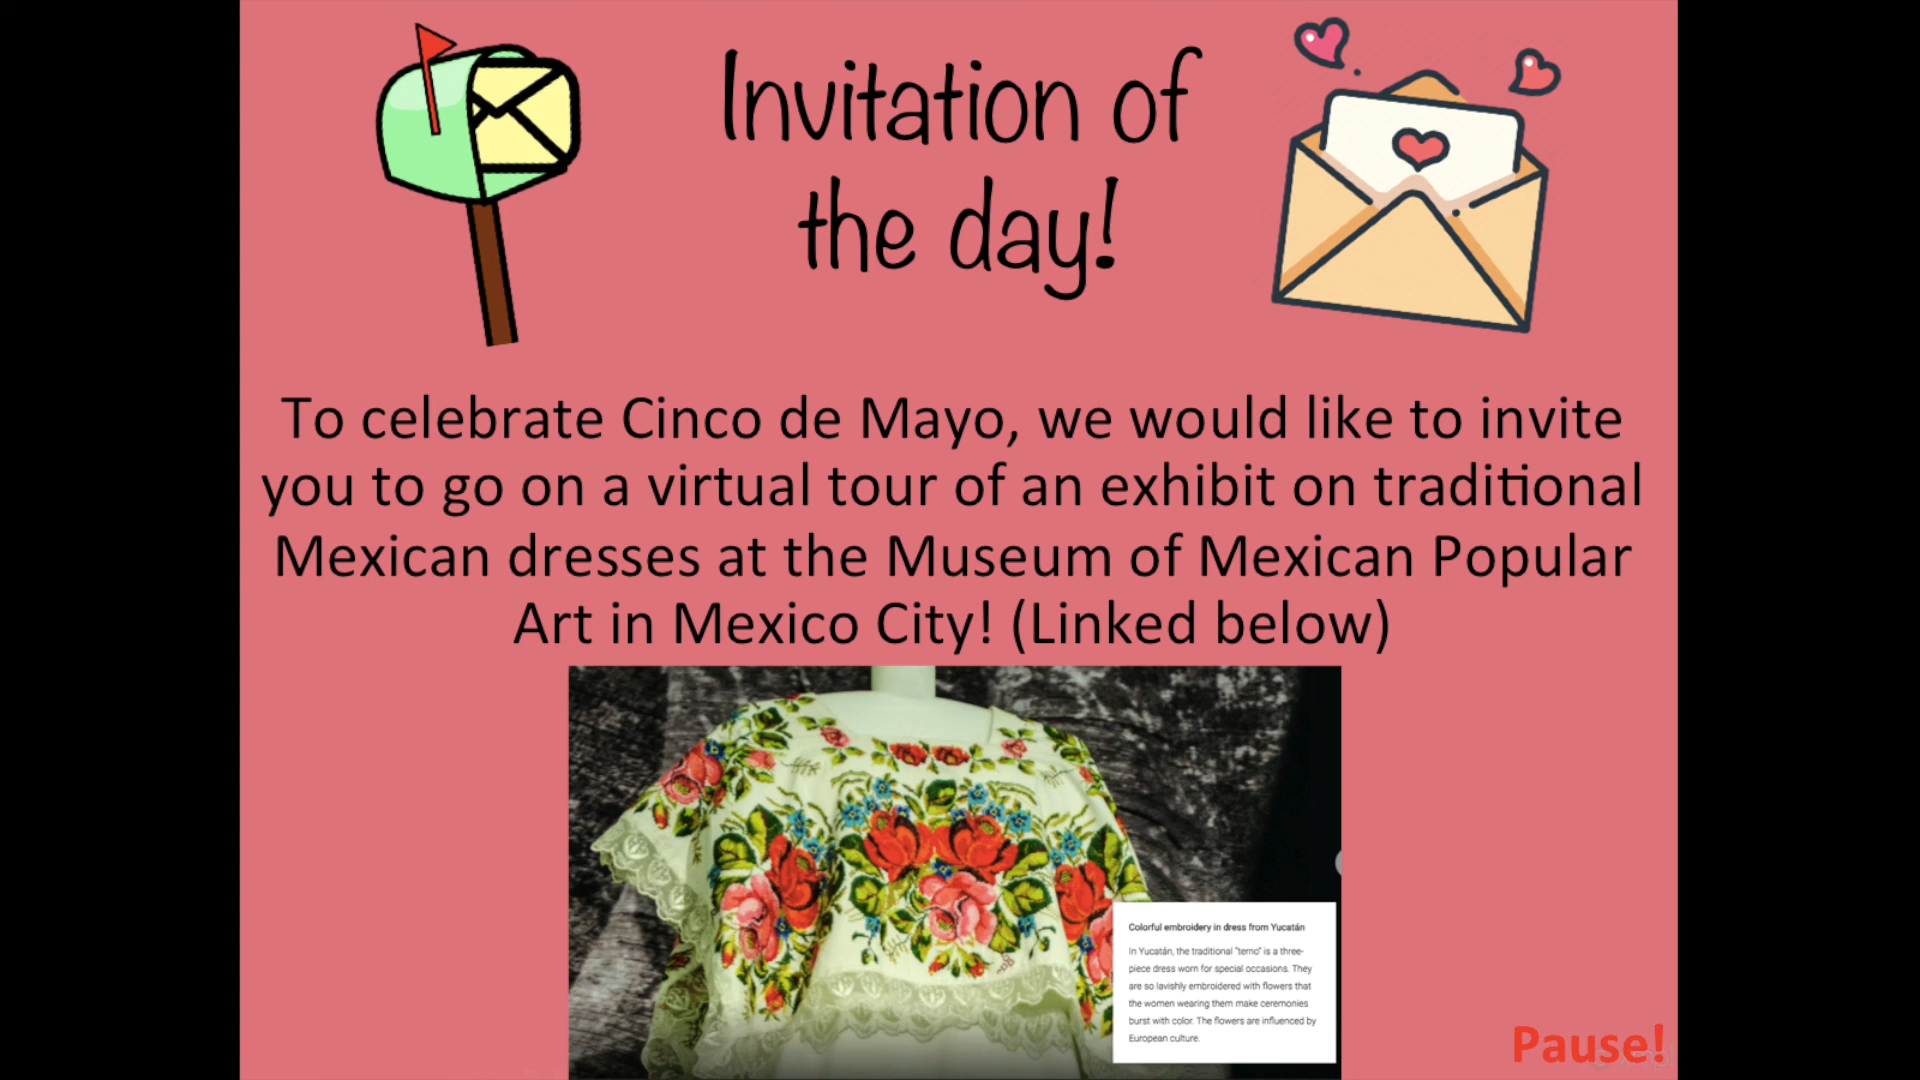 Invitation of
the day!
To celebrate Cinco de Mayo, we would like to invite
you to go on a virtual tour of an exhibit on traditional
Mexican dresses at the Museum of Mexican Popular
Art in Mexico City! (Linked below)
Colorful embroidery in dress from Yucatán
In Yucatán, the traditional "terno" is a three-
piece dress worn for special occasions. They
are so lavishly embroidered with flowers that
the women wearing them make ceremonies
burst with color. The flowers are influenced by
European culture.
Pause!